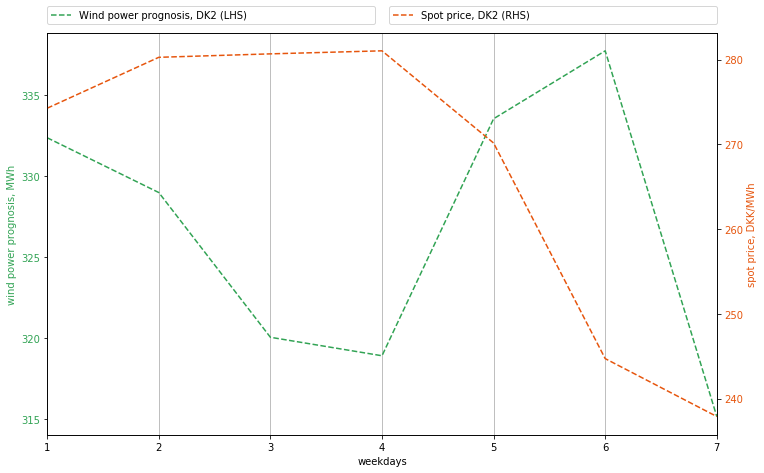 Wind power prognosis, DK2 (LHS)
Spot price, DK2 (RHS)
335
330
325
320
315
wind power prognosis, MWh
280
270
260
250
240
spot price, DKK/MWh
1 2 3 4 5 6 7
weekdays